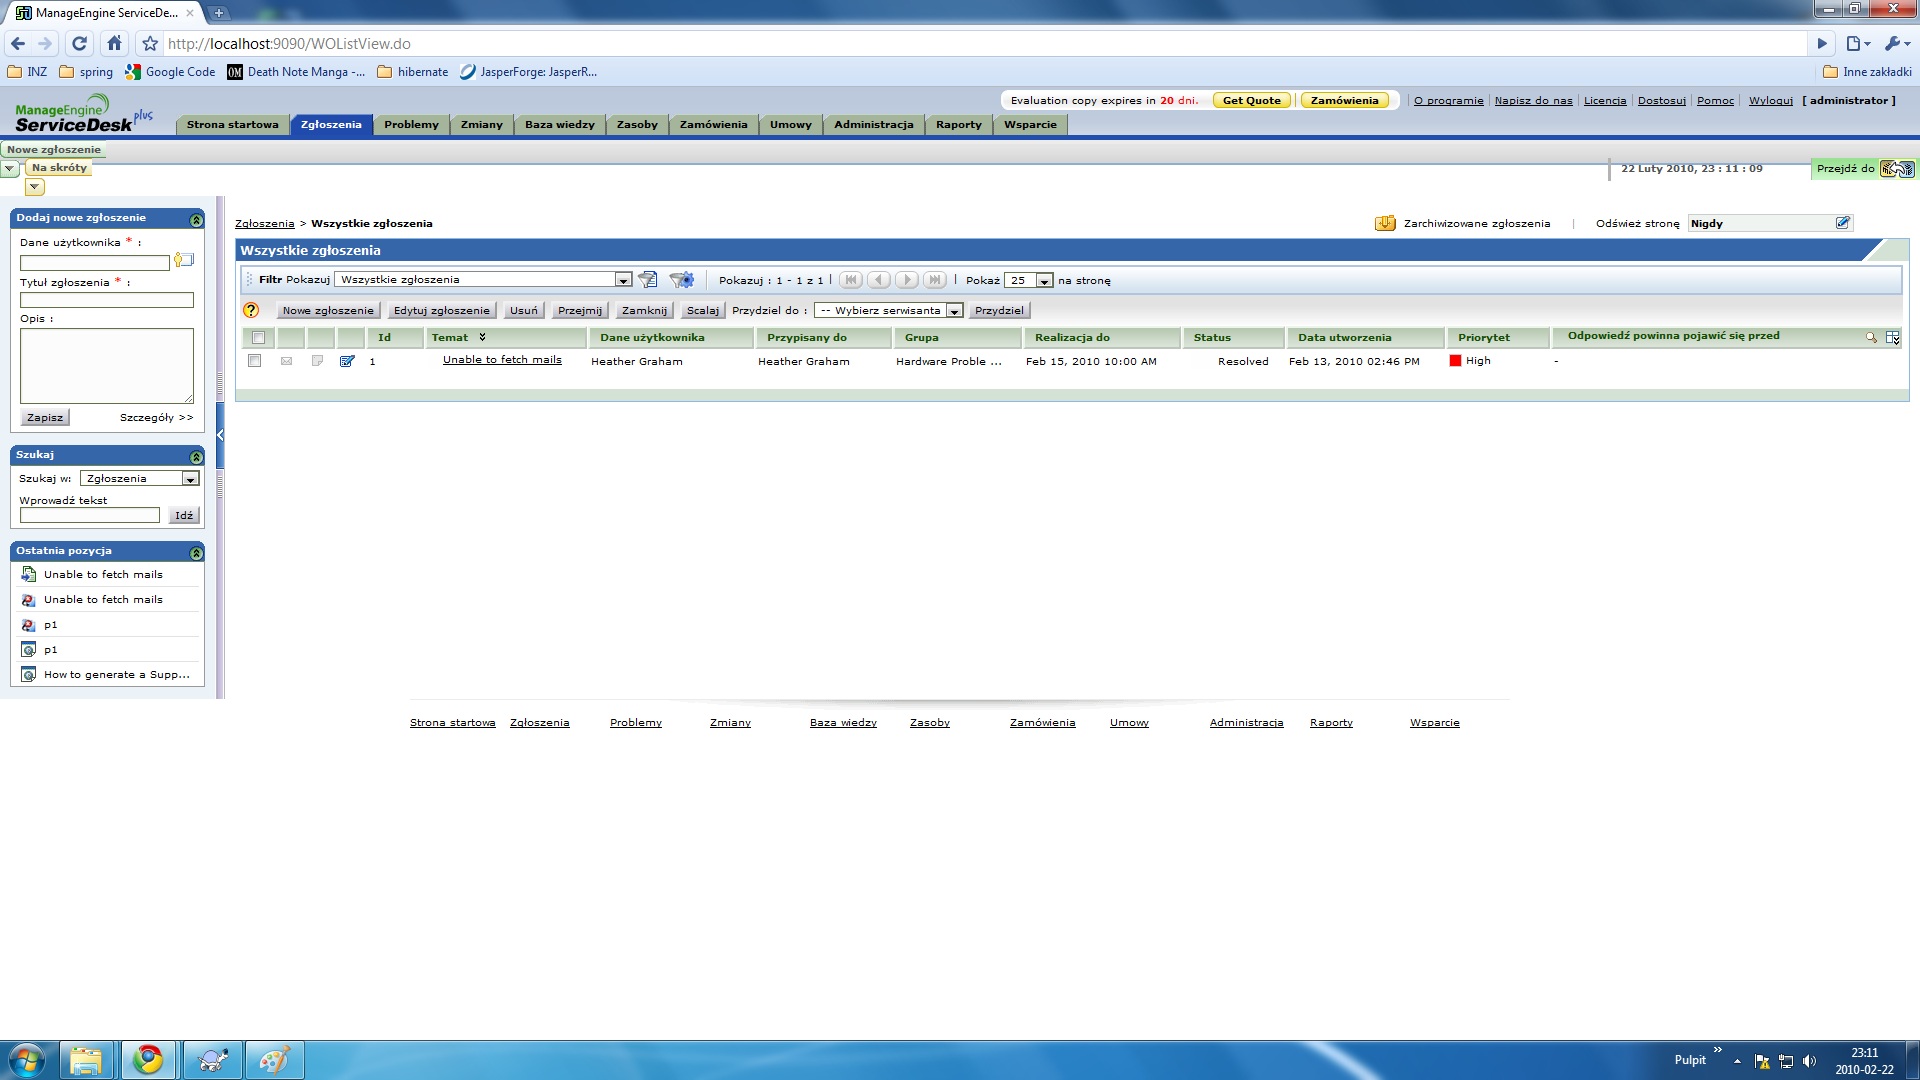 ManageEngine ServiceDe...
http://localhost:9090/WOListView.do
INZ spring Google Code Death Note Manga -... hibernate JasperForge: JasperR... Inne zakładki
ManageEngine
ServiceDesk plus
Evaluation copy expires in 20 dni. Get Quote Zamówienia O programie Napisz do nas Licencja Dostosuj Pomoc Wyloguj [ administrator ]
Strona startowa Zgłoszenia Problemy Zmiany Baza wiedzy Zasoby Zamówienia Umowy Administracja Raporty Wsparcie
Nowe zgłoszenie
Na skróty
22 Luty 2010, 23 : 11 : 09 Przejdź do
Dodaj nowe zgłoszenie
Dane użytkownika * :
Tytuł zgłoszenia * :
Opis :
Zapisz Szczegóły >>
Szukaj
Szukaj w: Zgłoszenia
Wprowadź tekst
Idź
Ostatnia pozycja
Unable to fetch mails
Unable to fetch mails
p1
p1
How to generate a Supp...
Zgłoszenia > Wszystkie zgłoszenia Zarchiwizowane zgłoszenia | Odśwież stronę Nigdy
Wszystkie zgłoszenia
Filtr Pokazuj Wszystkie zgłoszenia Pokazuj : 1 - 1 z 1 | | Pokaż 25 na stronę
Nowe zgłoszenie Edytuj zgłoszenie Usuń Przejmij Zamknij Scalaj Przydziel do : -- Wybierz serwisanta Przydziel
Id Temat Dane użytkownika Przypisany do Grupa Realizacja do Status Data utworzenia Priorytet Odpowiedź powinna pojawić się przed
1 Unable to fetch mails Heather Graham Heather Graham Hardware Proble ... Feb 15, 2010 10:00 AM Resolved Feb 13, 2010 02:46 PM High -
Strona startowa Zgłoszenia Problemy Zmiany Baza wiedzy Zasoby Zamówienia Umowy Administracja Raporty Wsparcie
Pulpit » 23:11
2010-02-22